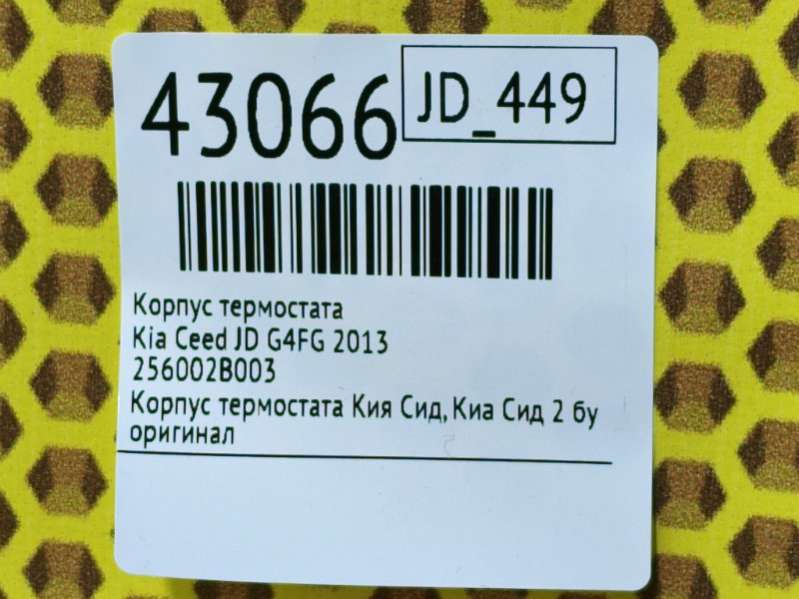 43066
JD_449
Корпус термостата
Kia Ceed JD G4FG 2013
256002B003
Корпус термостата Кия Сид, Киа Сид 2 бу
оригинал